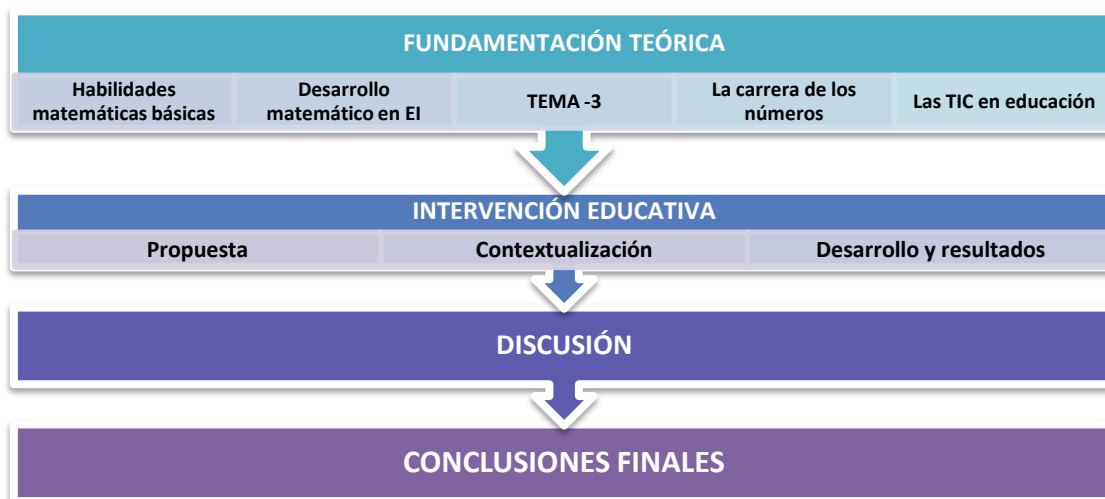 FUNDAMENTACIÓN TEÓRICA
Habilidades
matemáticas básicas
Desarrollo
matemático en EI
TEMA -3
La carrera de los
números
Las TIC en educación
INTERVENCIÓN EDUCATIVA
Propuesta
Contextualización
Desarrollo y resultados
DISCUSIÓN
CONCLUSIONES FINALES